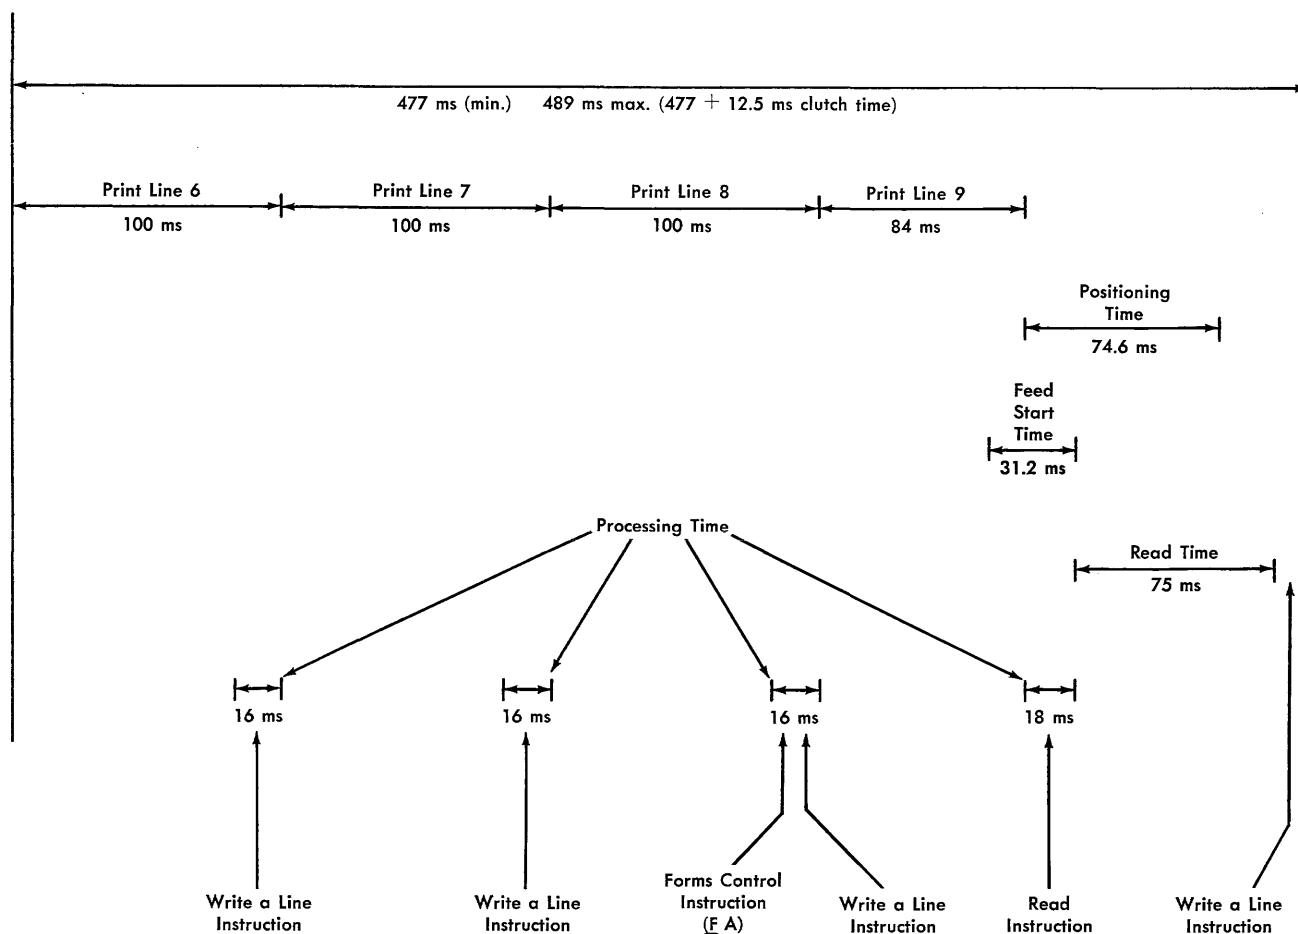 477 ms (min.) 489 ms max. (477 + 12.5 ms clutch time)
Print Line 6
Print Line 7
Print Line 8
Print Line 9
100 ms
100 ms
100 ms
84 ms
Positioning
Time
74.6 ms
Feed
Start
Time
31.2 ms
Processing Time
Read Time
75 ms
16 ms
16 ms
16 ms
18 ms
Write a Line
Instruction
Write a Line
Instruction
Forms Control
Instruction
(F A)
Write a Line
Instruction
Read
Instruction
Write a Line
Instruction